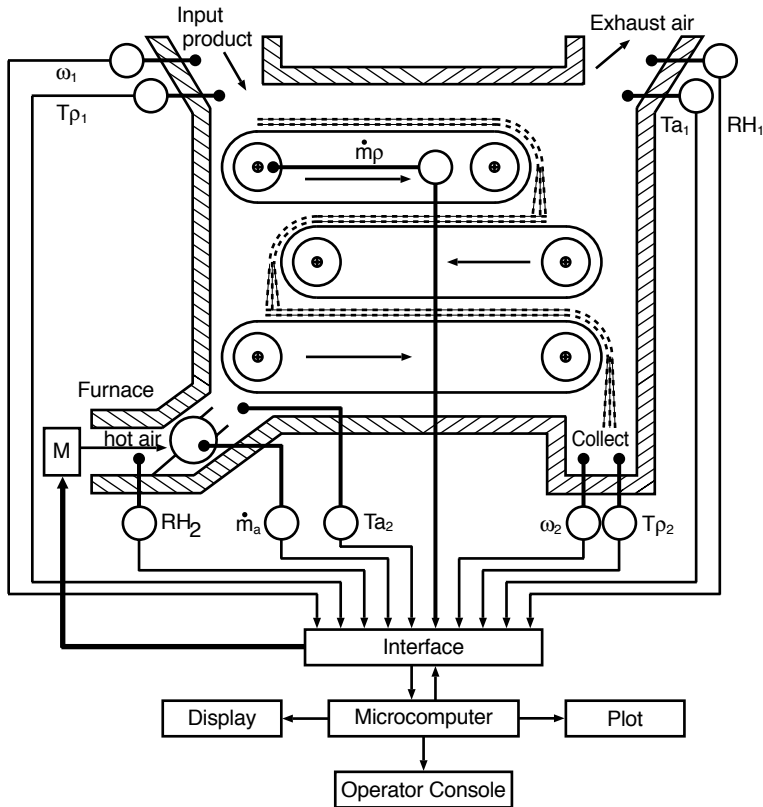 Input
product
Exhaust air
ω1
Tρ1
Ta1
RH1
ṁρ
Furnace
hot air
M
Collect
RH2
ṁa
Ta2
ω2
Tρ2
Interface
Display
Microcomputer
Plot
Operator Console